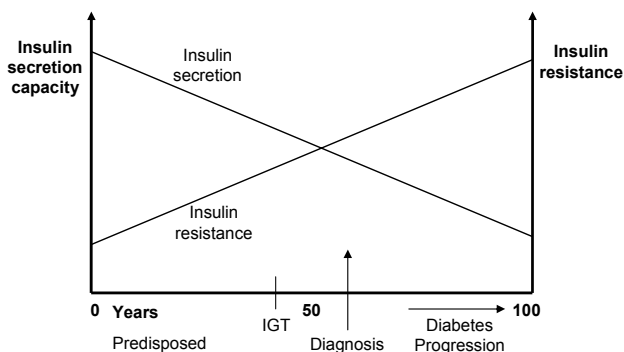 Insulin
secretion
capacity
Insulin
secretion
Insulin
resistance
Insulin
resistance
0 Years 50 100
IGT
Predisposed
Diagnosis
Diabetes
Progression